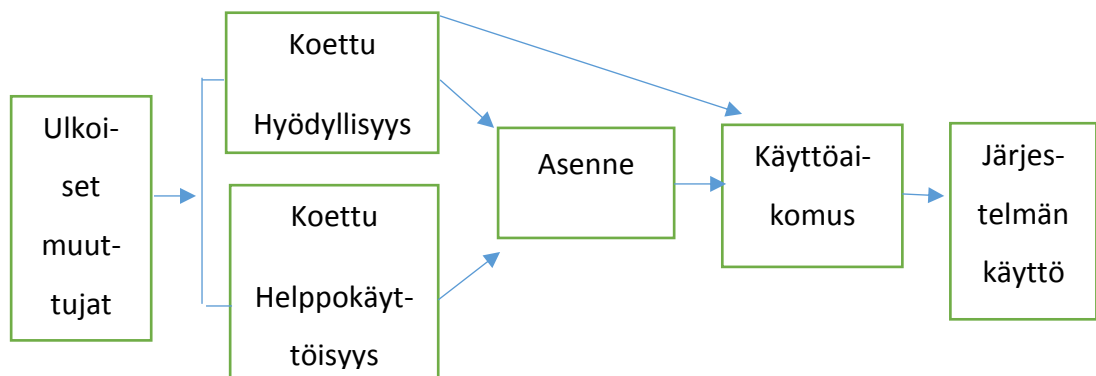 Ulkoi-
set
muut-
tujat
Koettu
Hyödyllisyys
Koettu
Helppokäyt-
töisyys
Asenne
Käyttöai-
komus
Järjes-
telmän
käyttö